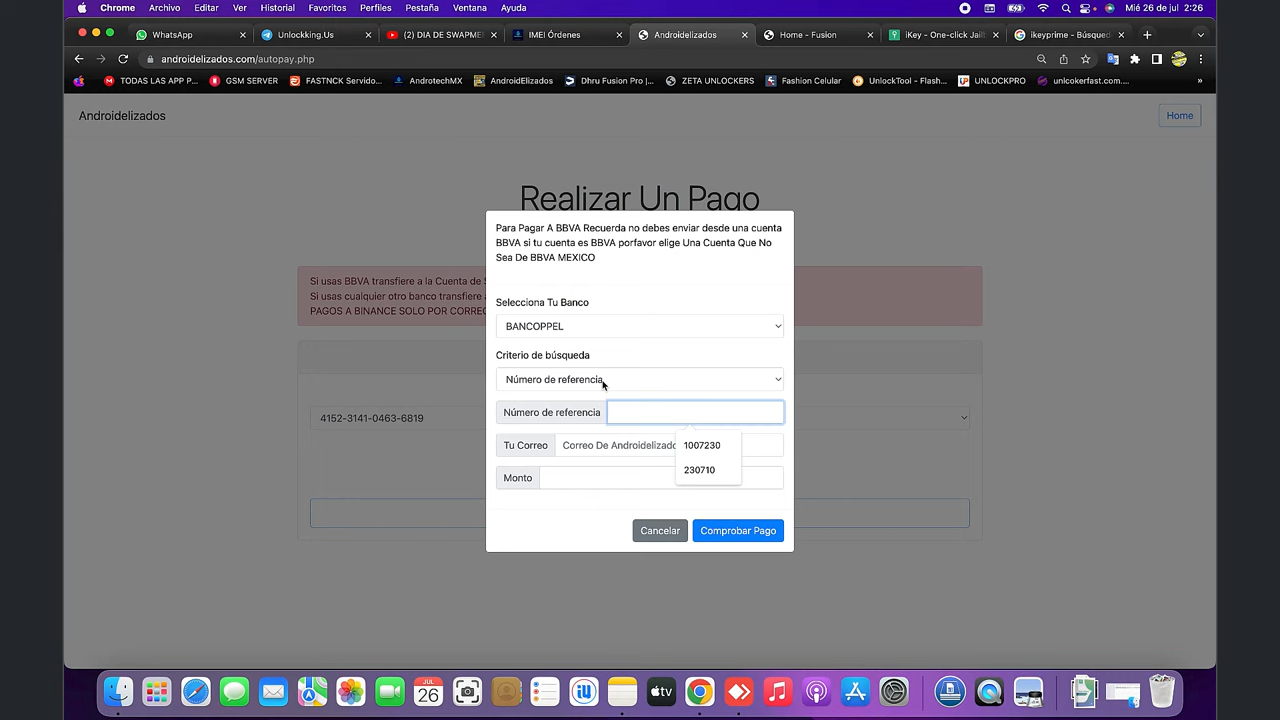 Chrome Archivo Editar Ver Historial Favoritos Perfiles Pestaña Ventana Ayuda Mié 26 de jul 2:26
WhatsApp Unlockking.Us (7) DIA DE SWAPME IMEI Órdenes Androidelizados Home - Fusion iKey - One-click Jail ikeyprime - Búsqued
androidelizados.com/autopay.php
TODAS LAS APP P... GSM SERVER FASTNCK Servido... AndrotechMX AndroidElizados Dhru Fusion Pro |... ZETA UNLOCKERS Fashion Celular UnlockTool - Flash... UNLOCKPRO unlcokerfast.com.... »
Androidelizados Home
Realizar Un Pago
Para Pagar A BBVA Recuerda no debes enviar desde una cuenta
BBVA si tu cuenta es BBVA porfavor elige Una Cuenta Que No
Sea De BBVA MEXICO
Si usas BBVA transfiere a la Cuenta de
Si usas cualquier otro banco transfiere
PAGOS A BINANCE SOLO POR CORRE
Selecciona Tu Banco
BANCOPPEL
Criterio de búsqueda
Número de referencia
Número de referencia
4152-3141-0463-6819
Tu Correo Correo De Androidelizado
1007230
230710
Monto
Cancelar Comprobar Pago
JUL
26
tv